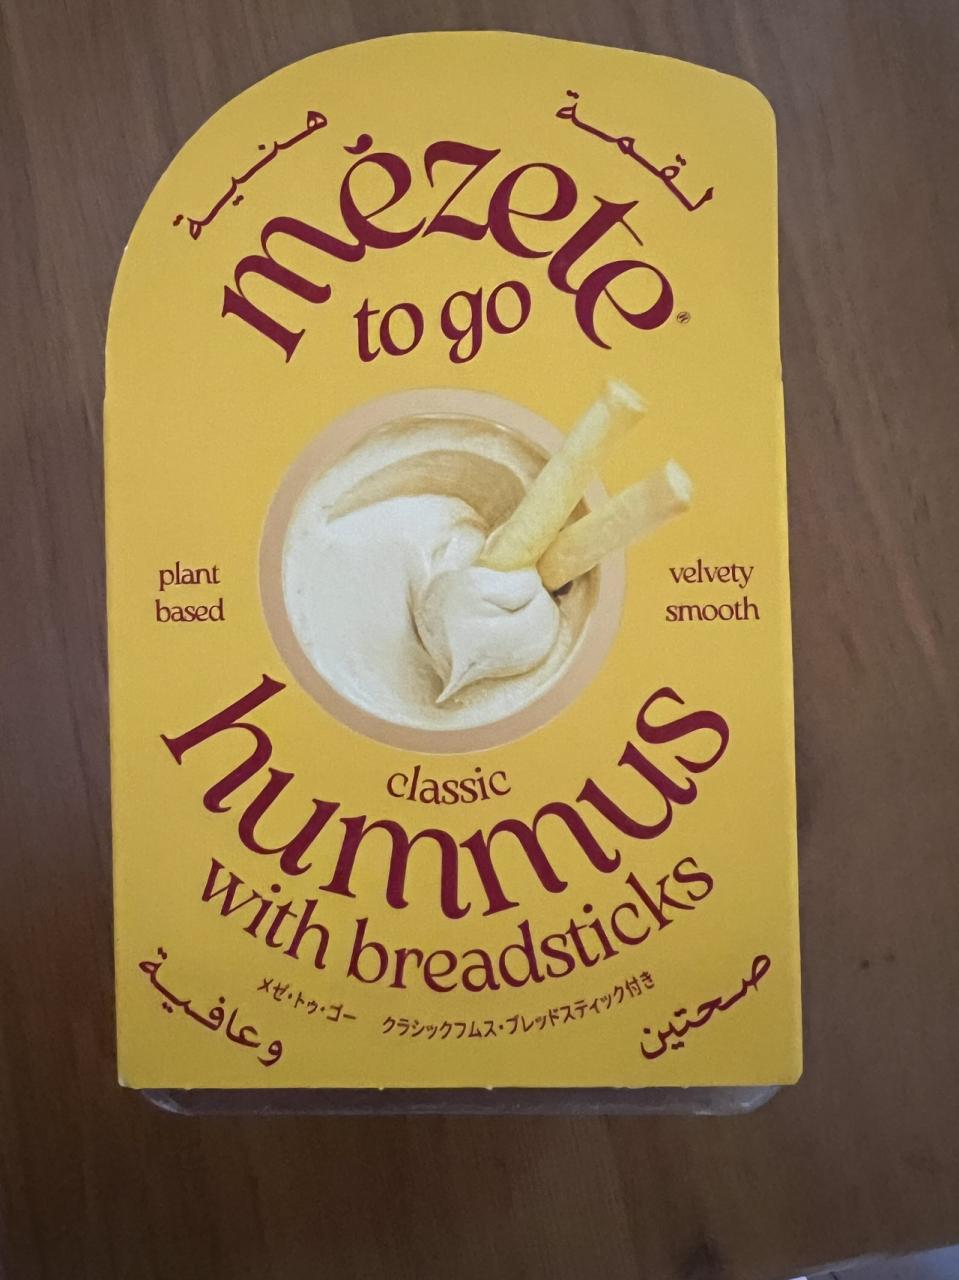 لقمة
هنية
mézete®
to go
plant
based
velvety
smooth
classic
hummus
with breadsticks
メゼ・トゥ・ゴー クラシックフムス・ブレッドスティック付き
صحتين
وعافية